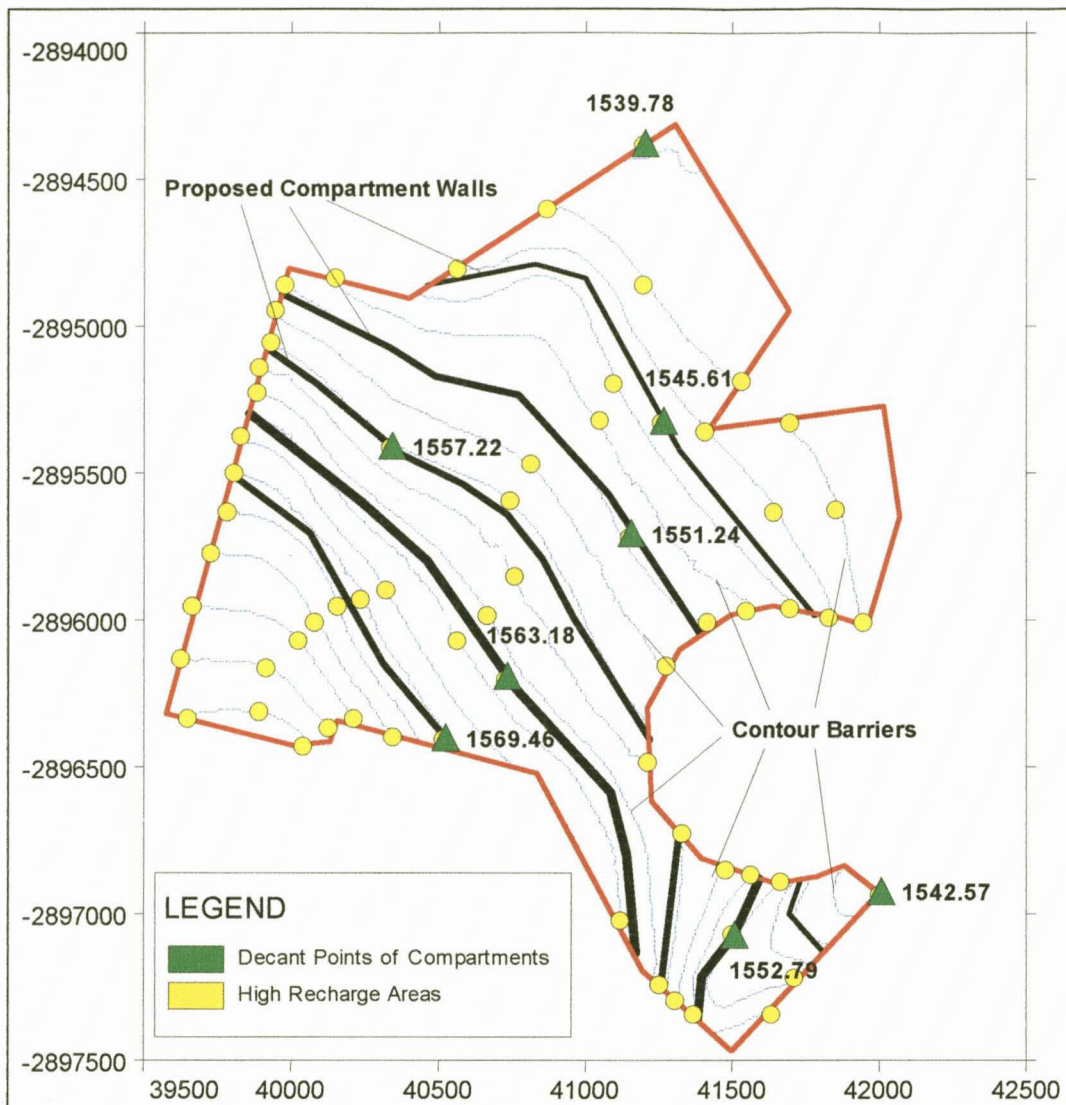 -2894000
1539.78
-2894500
Proposed Compartment Walls
-2895000
1545.61
1557.22
-2895500
1551.24
-2896000
1563.18
Contour Barriers
1569.46
-2896500
LEGEND
1542.57
-2897000
Decant Points of Compartments
1552.79
High Recharge Areas
-2897500
39500 40000 40500 41000 41500 42000 42500